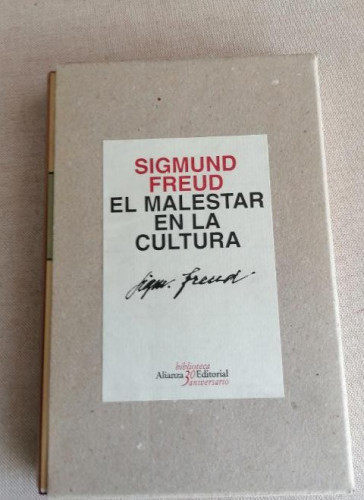 SIGMUND
FREUD
EL MALESTAR
EN LA
CULTURA
Sigm. Freud.
biblioteca
Alianza 30 Editorial
aniversario